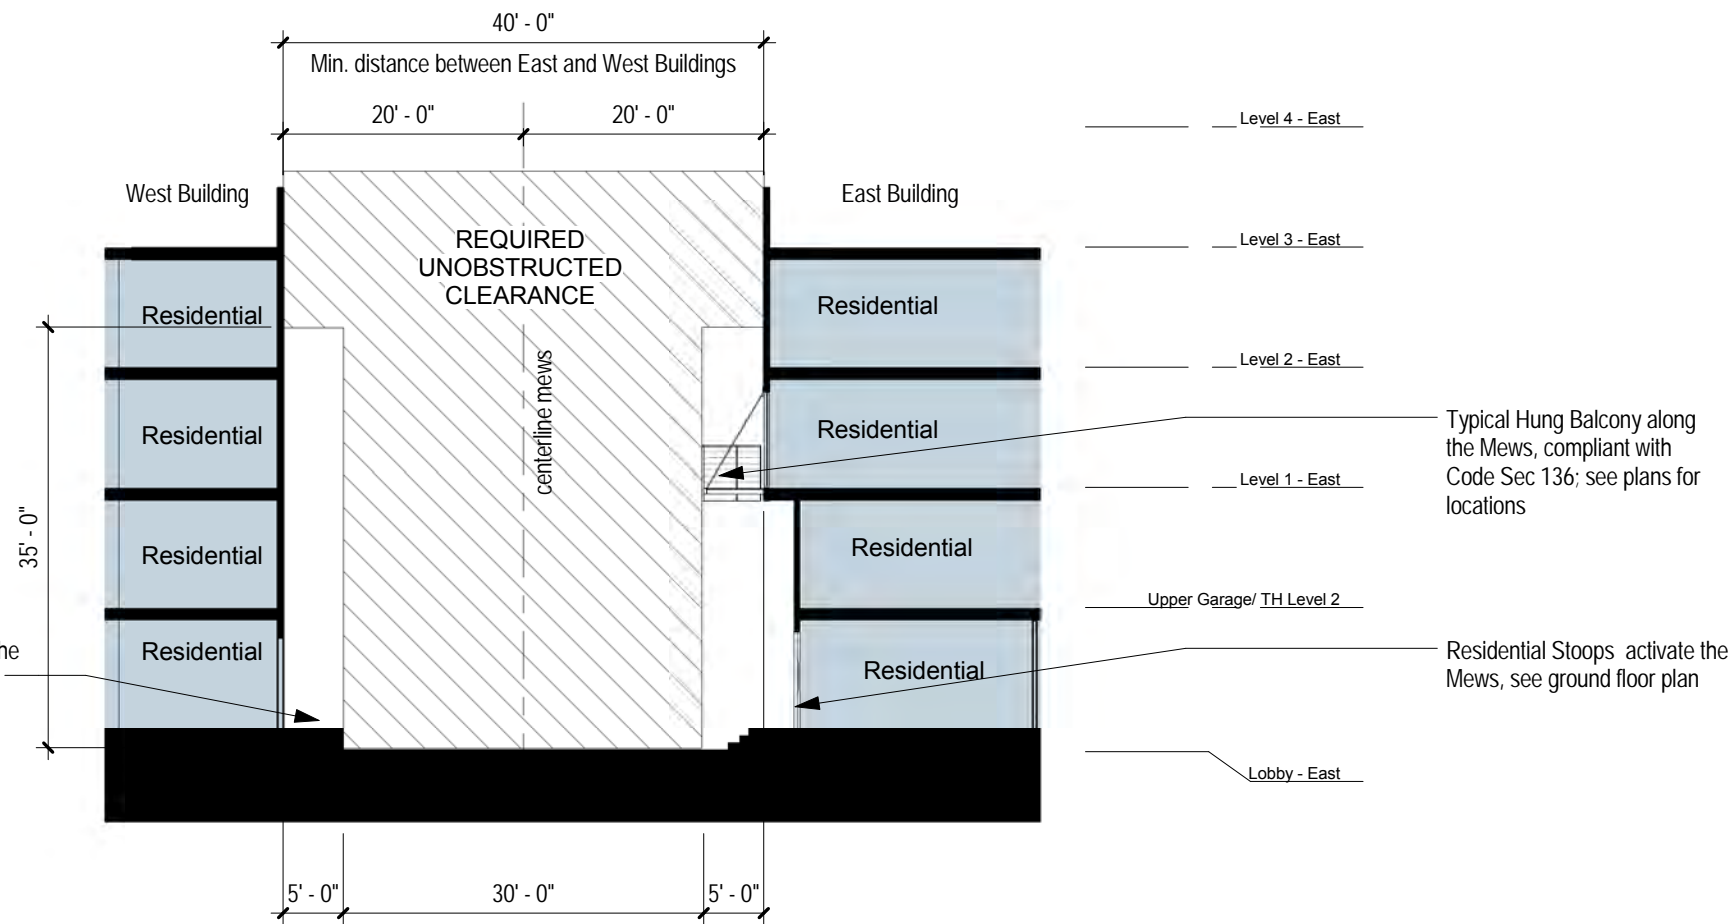 40' - 0"
Min. distance between East and West Buildings
20' - 0"
20' - 0"
Level 4 - East
West Building
East Building
REQUIRED
UNOBSTRUCTED
CLEARANCE
Level 3 - East
Residential
Residential
centerline mews
Level 2 - East
Residential
Residential
Typical Hung Balcony along
the Mews, compliant with
Code Sec 136; see plans for
locations
Level 1 - East
35' - 0"
Residential
Residential
Upper Garage/ TH Level 2
Residential
Residential
Residential Stoops activate the
Mews, see ground floor plan
Lobby - East
5' - 0"
30' - 0"
5' - 0"